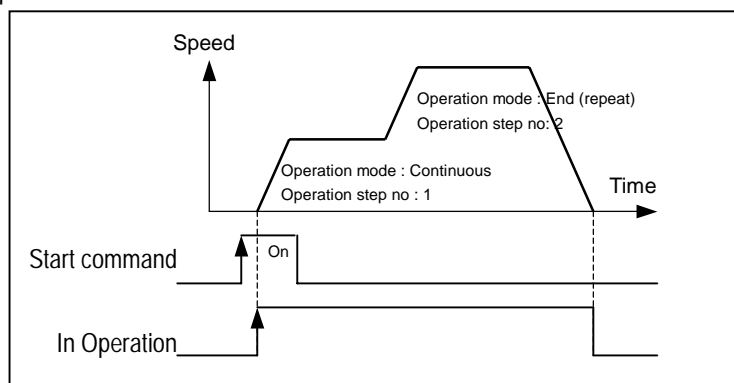 Speed
Operation mode : End (repeat)
Operation step no: 2
Operation mode : Continuous
Operation step no : 1
Time
Start command
On
In Operation